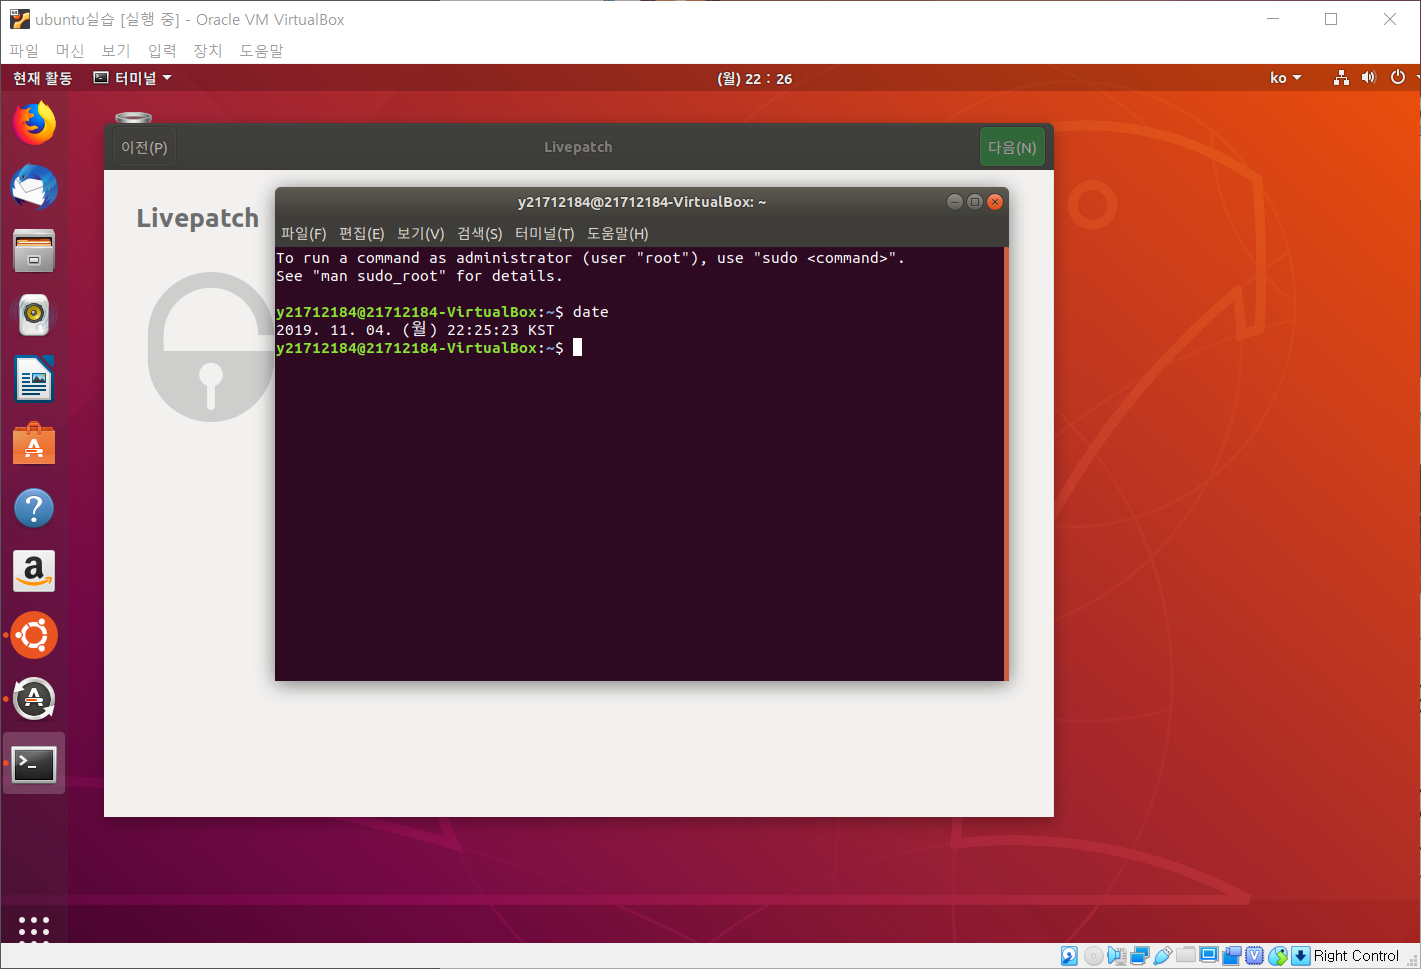 ubuntu실습 [실행 중] - Oracle VM VirtualBox
파일 머신 보기 입력 장치 도움말
현재 활동 터미널 (월) 22 : 26 ko
이전(P) Livepatch 다음(N)
Livepatch
y21712184@21712184-VirtualBox: ~
파일(F) 편집(E) 보기(V) 검색(S) 터미널(T) 도움말(H)
To run a command as administrator (user "root"), use "sudo <command>".
See "man sudo_root" for details.
y21712184@21712184-VirtualBox:~$ date
2019. 11. 04. (월) 22:25:23 KST
y21712184@21712184-VirtualBox:~$
Right Control